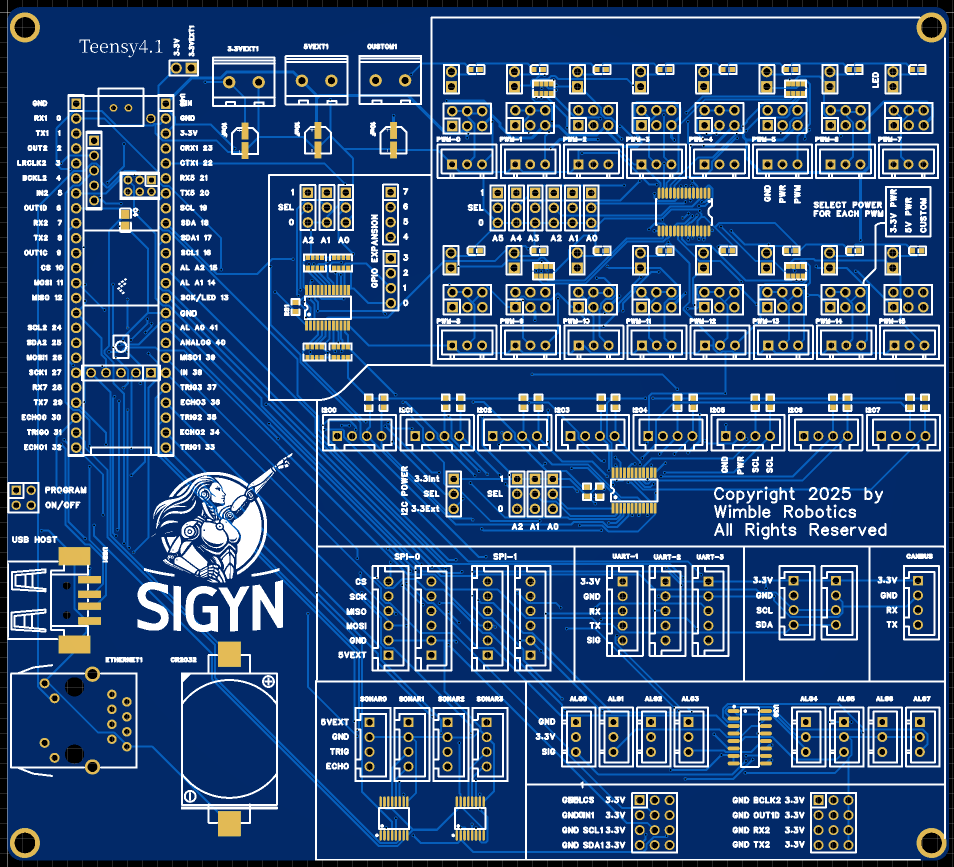 Teensy4.1
3.3V
3.3VEXT1
3.3VEXT1
5VEXT1
CUSTOM1
LED
GND
GND
RX1 0
3.3V
TX1 1
CRX1 23
OUT2 2
CTX1 22
LRCLK2 3
RX5 21
BCKL2 4
TX5 20
IN2 5
SCL 19
OUT1D 6
SDA 18
RX2 7
SDA1 17
TX2 8
SCL1 16
OUT1C 9
AL A2 15
CS 10
AL A1 14
MOSI 11
SCK/LED 13
MISO 12
GND
AL A0 41
SCL2 24
ANALOG 40
SDA2 25
MISO1 39
MOSI1 26
IN 38
SCK1 27
TRIG3 37
RX7 28
ECHO3 36
TX7 29
TRIG2 35
ECHO0 30
ECHO2 34
TRIG0 31
TRIG1 33
ECHO1 32
PWM-0
PWM-1
PWM-2
PWM-3
PWM-4
PWM-5
PWM-6
PWM-7
GND
PWR
PWM
SELECT POWER
FOR EACH PWM
3.3V PWR
5V PWR
CUSTOM
1
SEL
0
A2 A1 A0
GPIO EXPANSION
7
6
5
4
3
2
1
0
1
SEL
0
A5 A4 A3 A2 A1 A0
PWM-8
PWM-9
PWM-10
PWM-11
PWM-12
PWM-13
PWM-14
PWM-15
I2C0
I2C1
I2C2
I2C3
I2C4
I2C5
I2C6
I2C7
GND
PWR
SCL
SCL
I2C POWER
3.3Int
SEL
3.3Ext
1
SEL
0
A2 A1 A0
Copyright 2025 by
Wimble Robotics
All Rights Reserved
PROGRAM
ON/OFF
USB HOST
SIGYN
SPI-0
SPI-1
CS
SCK
MISO
MOSI
GND
5VEXT
UART-1
UART-2
UART-3
3.3V
GND
RX
TX
SIG
3.3V
GND
SCL
SDA
CANBUS
3.3V
GND
RX
TX
ETHERNET1
CR2032
SONAR0
SONAR1
SONAR2
SONAR3
5VEXT
GND
TRIG
ECHO
ALG0
ALG1
ALG2
ALG3
GND
3.3V
SIG
ALG4
ALG5
ALG6
ALG7
3.3V
3.3V
GND SCL1 3.3V
GND SDA1 3.3V
GND BCLK2 3.3V
GND OUT1D 3.3V
GND RX2 3.3V
GND TX2 3.3V